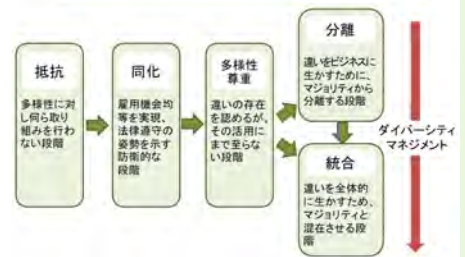 抵抗
多様性に対
し何ら取り
組みを行わ
ない段階
同化
雇用機会均
等を実現、
法律遵守の
姿勢を示す
防衛的な
段階
多様性
尊重
違いの存在
を認めるが、
その活用に
まで至らな
い段階
分離
違いをビジネスに
生かすために、
マジョリティから
分離する段階
統合
違いを全体的
に生かすため、
マジョリティと
混在させる段
階
ダイバーシティ
マネジメント